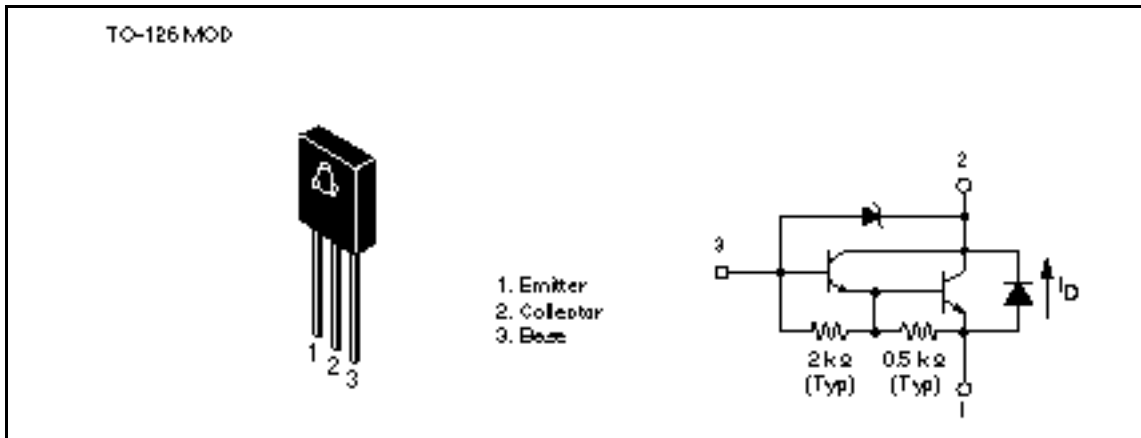 TO-126 MOD
1 2 3
1. Emitter
2. Collector
3. Base
2
3
I_D
2 kΩ 0.5 kΩ
(Typ) (Typ)
1